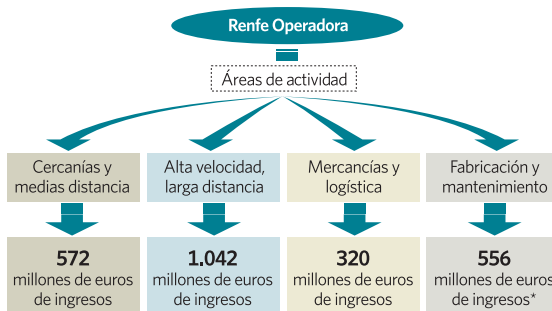 Renfe Operadora
Áreas de actividad
Cercanías y
medias distancia
Alta velocidad,
larga distancia
Mercancías y
logística
Fabricación y
mantenimiento
572
millones de euros
de ingresos
1.042
millones de euros
de ingresos
320
millones de euros
de ingresos
556
millones de euros
de ingresos*